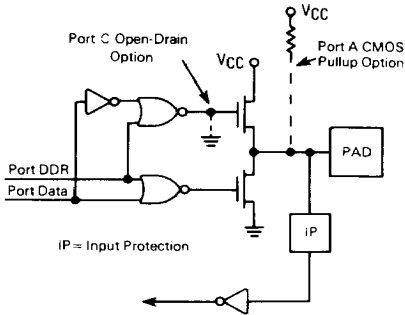 Port C Open-Drain
Option
VCC
VCC
Port A CMOS
Pullup Option
PAD
Port DDR
Port Data
iP
iP= Input Protection